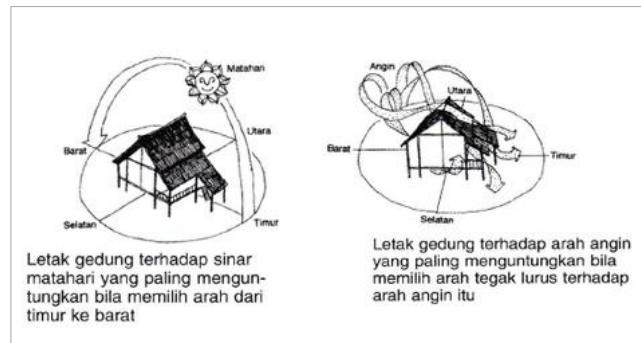 Matahari
Utara
Barat
Selatan
Timur
Letak gedung terhadap sinar
matahari yang paling mengun-
tungkan bila memilih arah dari
timur ke barat
Angin
Utara
Barat
Timur
Selatan
Letak gedung terhadap arah angin
yang paling menguntungkan bila
memilih arah tegak lurus terhadap
arah angin itu